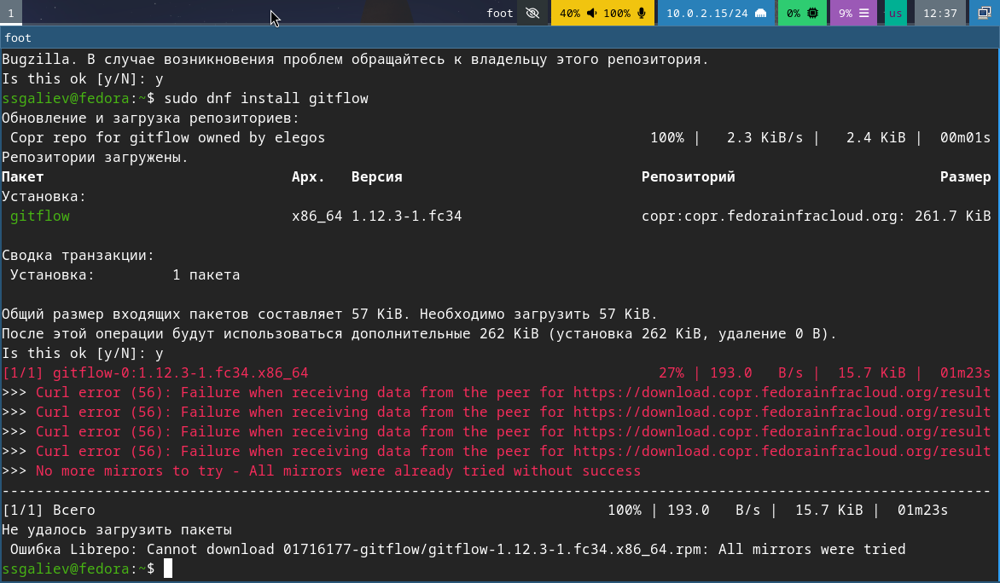 1 foot 40% 100% 10.0.2.15/24 0% 9% us 12:37
foot
Bugzilla. В случае возникновения проблем обращайтесь к владельцу этого репозитория.
Is this ok [y/N]: y
ssgaliev@fedora:~$ sudo dnf install gitflow
Обновление и загрузка репозиториев:
Copr repo for gitflow owned by elegos 100% | 2.3 KiB/s | 2.4 KiB | 00m01s
Репозитории загружены.
Пакет Арх. Версия Репозиторий Размер
Установка:
gitflow x86_64 1.12.3-1.fc34 copr:copr.fedorainfracloud.org: 261.7 KiB
Сводка транзакции:
Установка: 1 пакета
Общий размер входящих пакетов составляет 57 KiB. Необходимо загрузить 57 KiB.
После этой операции будут использоваться дополнительные 262 KiB (установка 262 KiB, удаление 0 B).
Is this ok [y/N]: y
[1/1] gitflow-0:1.12.3-1.fc34.x86_64 27% | 193.0 B/s | 15.7 KiB | 01m23s
>>> Curl error (56): Failure when receiving data from the peer for https://download.copr.fedorainfracloud.org/result
>>> Curl error (56): Failure when receiving data from the peer for https://download.copr.fedorainfracloud.org/result
>>> Curl error (56): Failure when receiving data from the peer for https://download.copr.fedorainfracloud.org/result
>>> Curl error (56): Failure when receiving data from the peer for https://download.copr.fedorainfracloud.org/result
>>> No more mirrors to try - All mirrors were already tried without success
--------------------------------------------------------------------------------------------------------------------
[1/1] Всего 100% | 193.0 B/s | 15.7 KiB | 01m23s
Не удалось загрузить пакеты
Ошибка Librepo: Cannot download 01716177-gitflow/gitflow-1.12.3-1.fc34.x86_64.rpm: All mirrors were tried
ssgaliev@fedora:~$